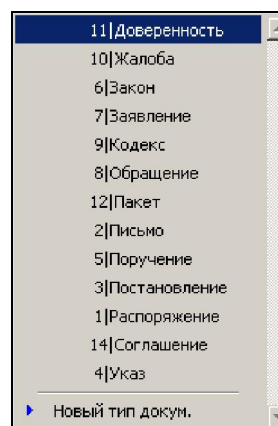 11|Доверенность
10|Жалоба
6|Закон
7|Заявление
9|Кодекс
8|Обращение
12|Пакет
2|Письмо
5|Поручение
3|Постановление
1|Распоряжение
14|Соглашение
4|Указ
Новый тип докум.